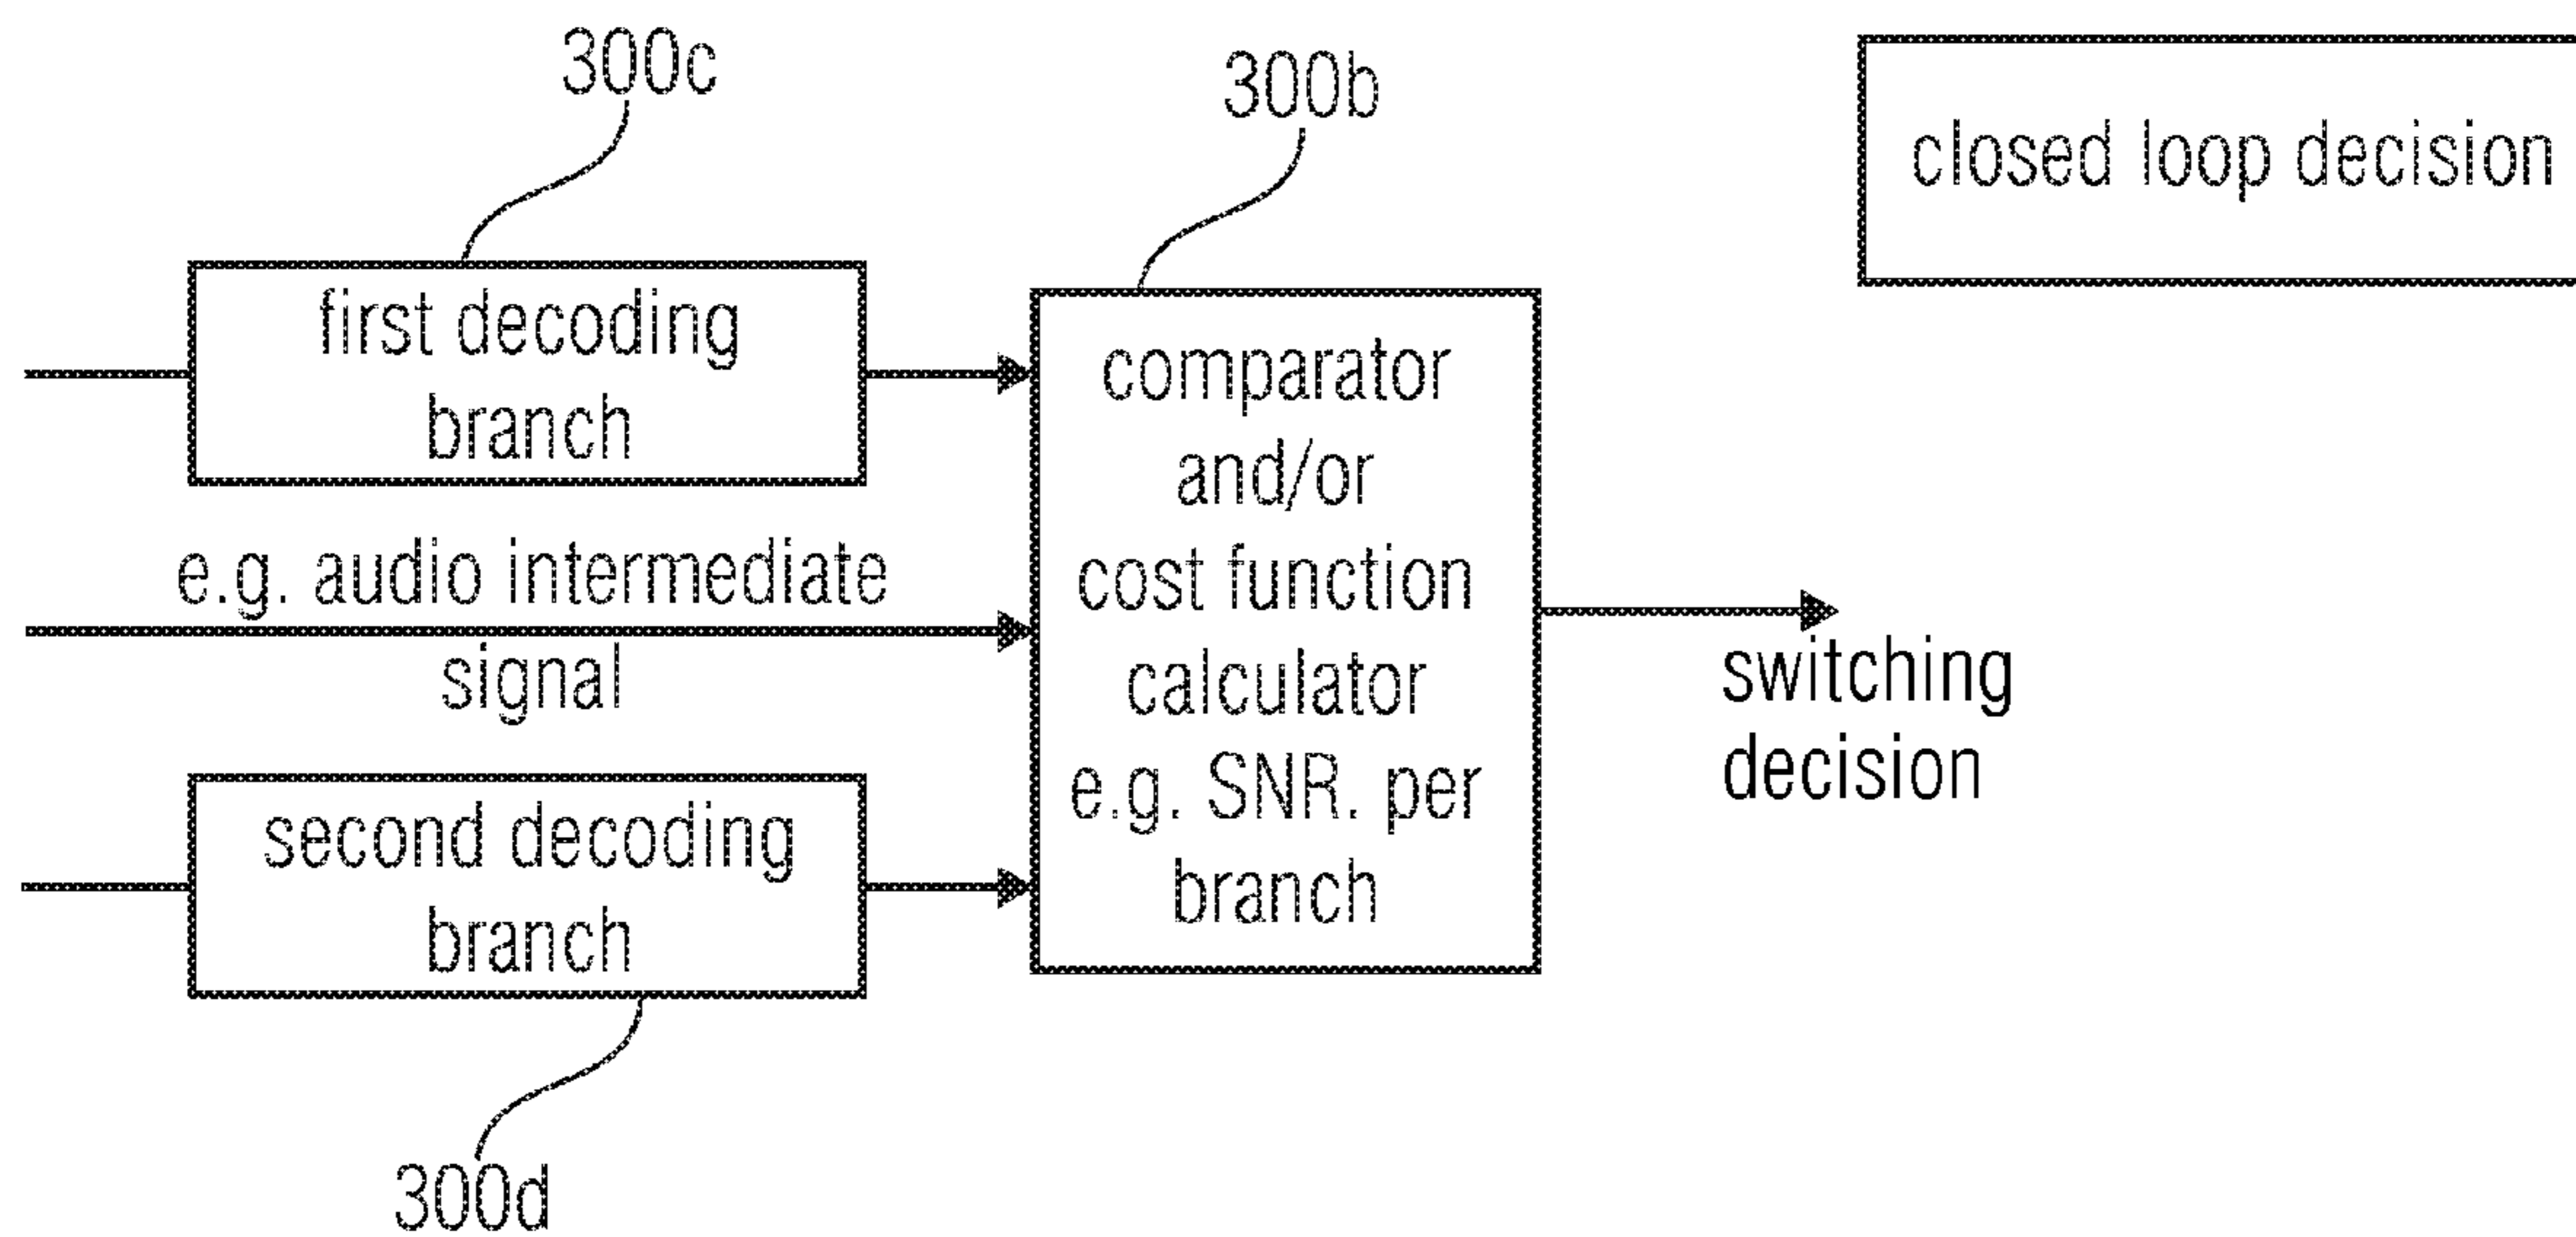 300c
300b
closed loop decision
first decoding
branch
e.g. audio intermediate
signal
second decoding
branch
300d
comparator
and/or
cost function
calculator
e.g. SNR. per
branch
switching
decision